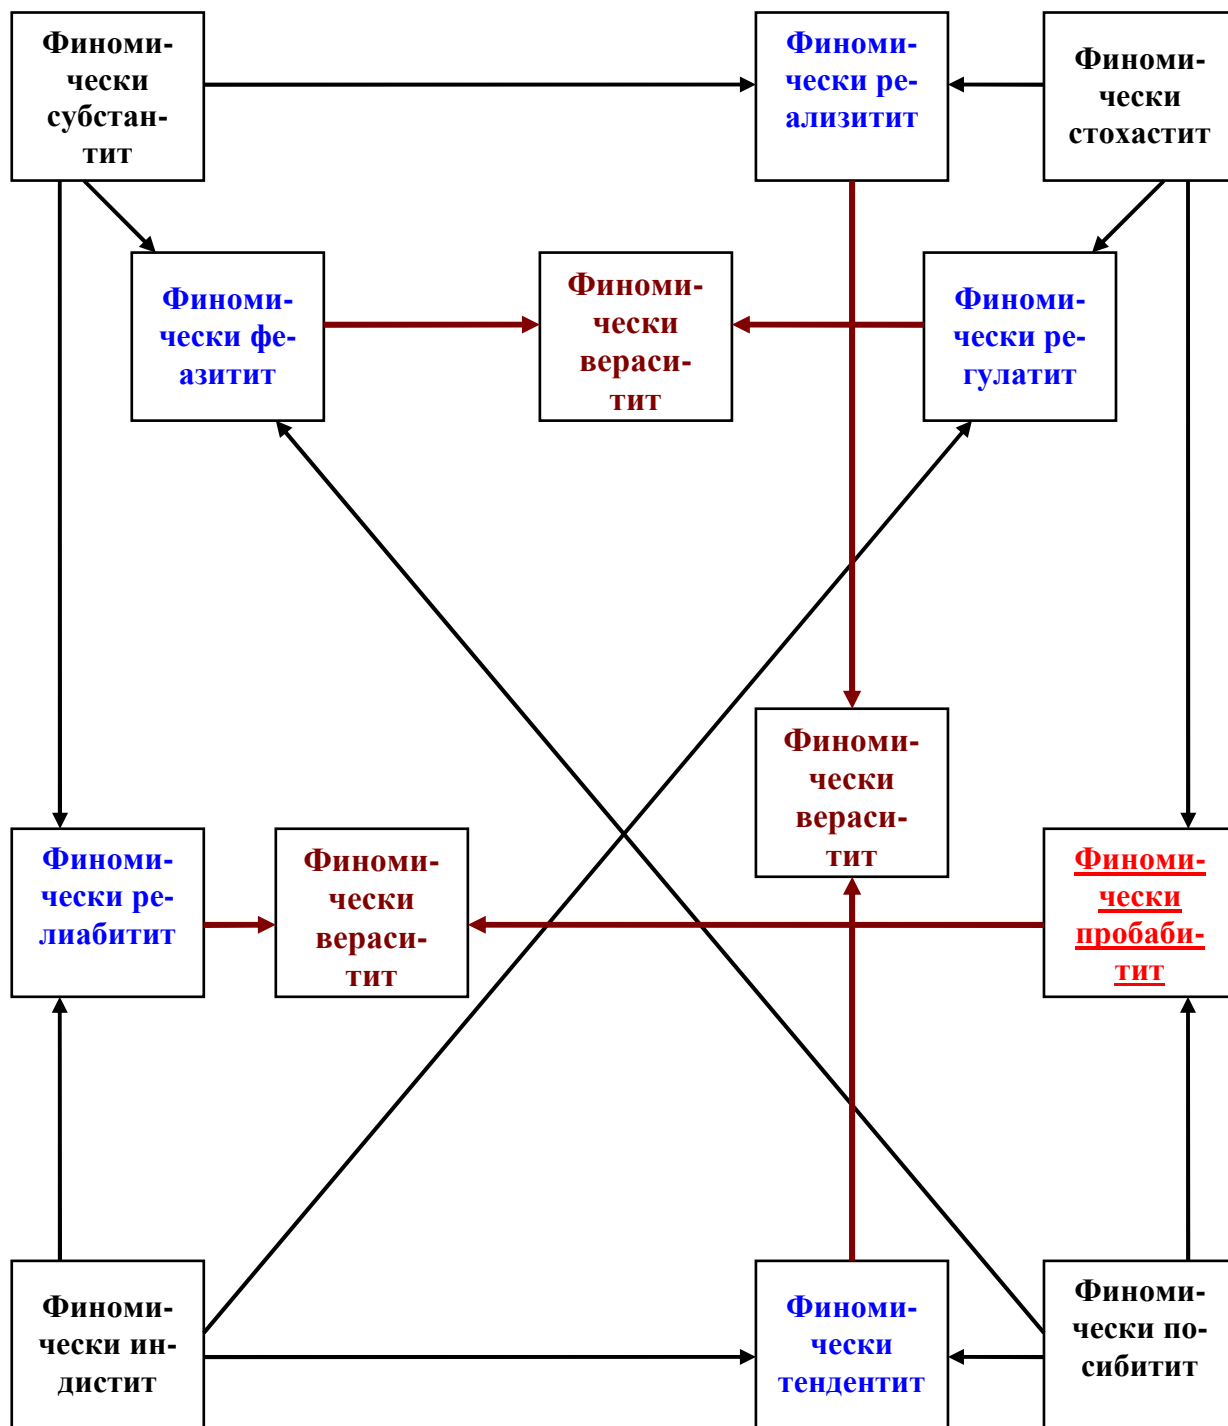 Финоми-
чески
субстан-
тит
Финоми-
чески ре-
ализитит
Финоми-
чески
стохастит
Финоми-
чески фе-
азитит
Финоми-
чески
вераси-
тит
Финоми-
чески ре-
гулатит
Финоми-
чески
вераси-
тит
Финоми-
чески ре-
лиабитит
Финоми-
чески
вераси-
тит
Финоми-
чески
пробаби-
тит
Финоми-
чески ин-
дистит
Финоми-
чески
тендентит
Финоми-
чески по-
сибитит